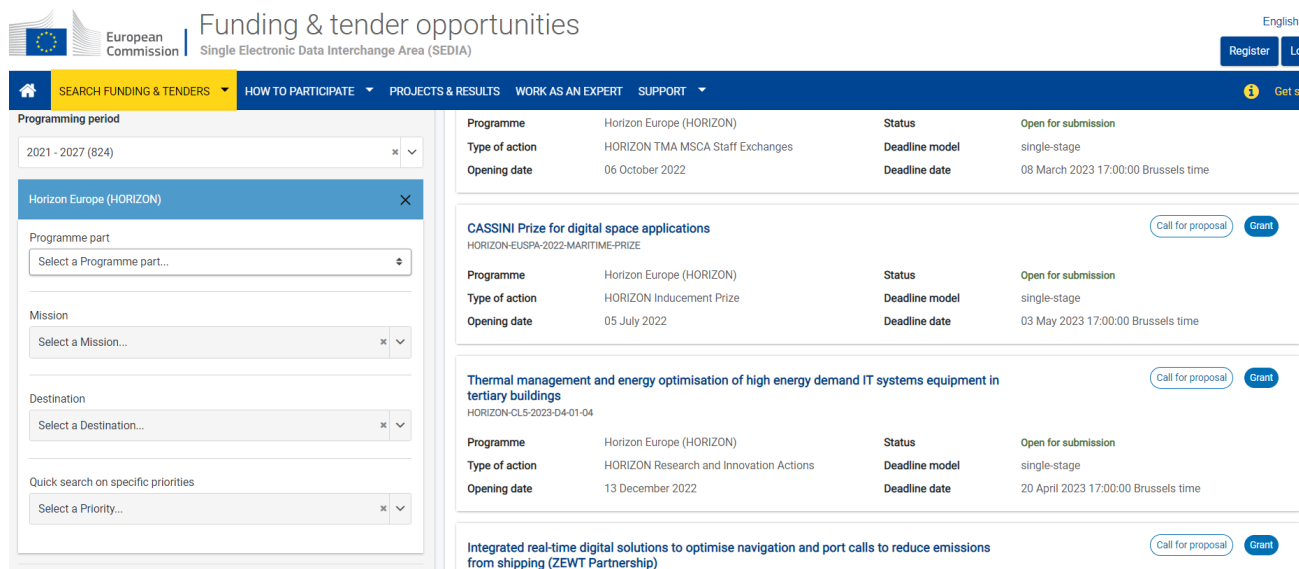 European
Commission
Funding & tender opportunities
Single Electronic Data Interchange Area (SEDIA)
English
Register
SEARCH FUNDING & TENDERS
HOW TO PARTICIPATE
PROJECTS & RESULTS
WORK AS AN EXPERT
SUPPORT
Get s
Programming period
2021 - 2027 (824)
Horizon Europe (HORIZON)
Programme part
Select a Programme part...
Mission
Select a Mission...
Destination
Select a Destination...
Quick search on specific priorities
Select a Priority...
Programme Horizon Europe (HORIZON) Status Open for submission
Type of action HORIZON TMA MSCA Staff Exchanges Deadline model single-stage
Opening date 06 October 2022 Deadline date 08 March 2023 17:00:00 Brussels time
CASSINI Prize for digital space applications Call for proposal Grant
HORIZON-EUSPA-2022-MARITIME-PRIZE
Programme Horizon Europe (HORIZON) Status Open for submission
Type of action HORIZON Inducement Prize Deadline model single-stage
Opening date 05 July 2022 Deadline date 03 May 2023 17:00:00 Brussels time
Thermal management and energy optimisation of high energy demand IT systems equipment in Call for proposal Grant
tertiary buildings
HORIZON-CL5-2023-D4-01-04
Programme Horizon Europe (HORIZON) Status Open for submission
Type of action HORIZON Research and Innovation Actions Deadline model single-stage
Opening date 13 December 2022 Deadline date 20 April 2023 17:00:00 Brussels time
Integrated real-time digital solutions to optimise navigation and port calls to reduce emissions Call for proposal Grant
from shipping (ZEWT Partnership)